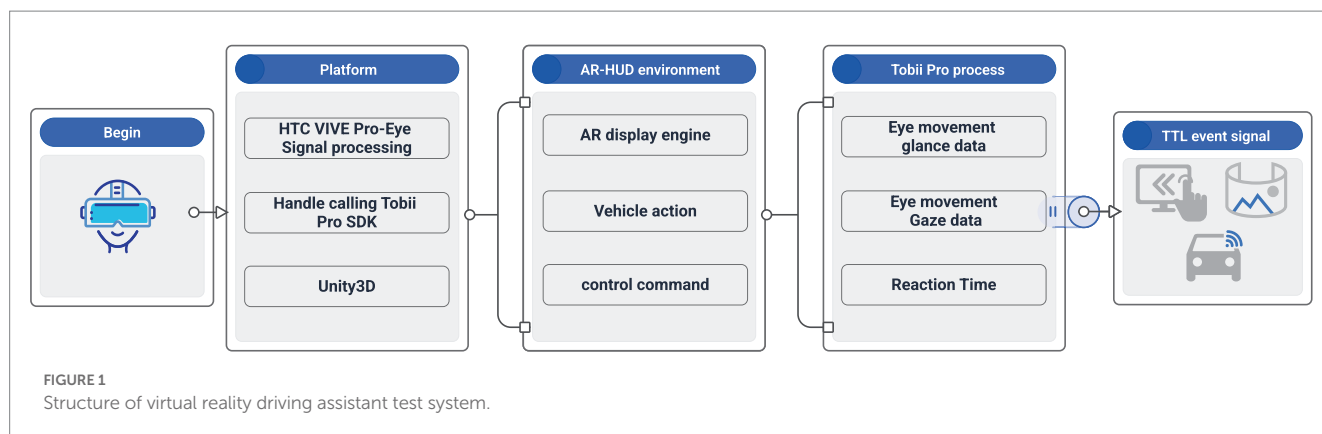 Begin
Platform
HTC VIVE Pro-Eye
Signal processing
Handle calling Tobii
Pro SDK
Unity3D
AR-HUD environment
AR display engine
Vehicle action
control command
Tobii Pro process
Eye movement
glance data
Eye movement
Gaze data
Reaction Time
TTL event signal
FIGURE 1
Structure of virtual reality driving assistant test system.